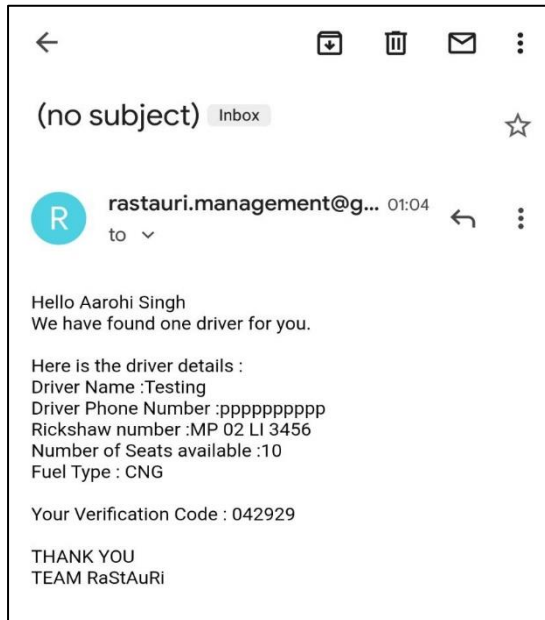 (no subject) Inbox
R
rastauri.management@g... 01:04
to
Hello Aarohi Singh
We have found one driver for you.
Here is the driver details :
Driver Name :Testing
Driver Phone Number :pppppppppp
Rickshaw number :MP 02 LI 3456
Number of Seats available :10
Fuel Type : CNG
Your Verification Code : 042929
THANK YOU
TEAM RaStAuRi